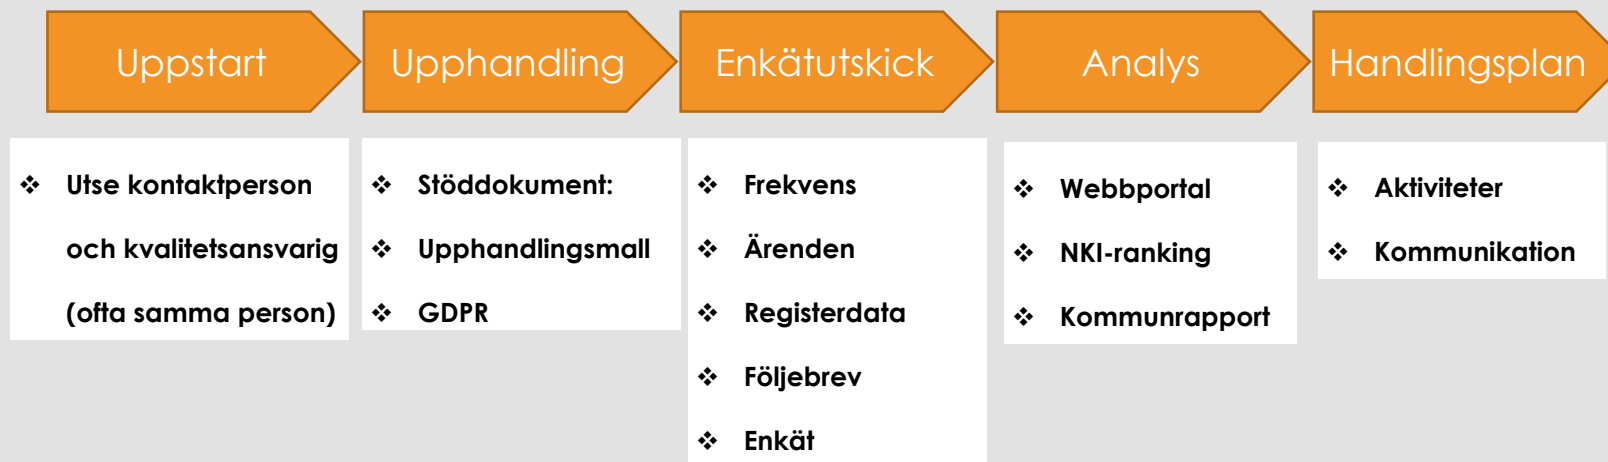 Uppstart
Upphandling
Enkätutskick
Analys
Handlingsplan
❖ Utse kontaktperson
och kvalitetsansvarig
(ofta samma person)
❖ Stöddokument:
❖ Upphandlingsmall
❖ GDPR
❖ Frekvens
❖ Ärenden
❖ Registerdata
❖ Följebrev
❖ Enkät
❖ Webbportal
❖ NKI-ranking
❖ Kommunrapport
❖ Aktiviteter
❖ Kommunikation